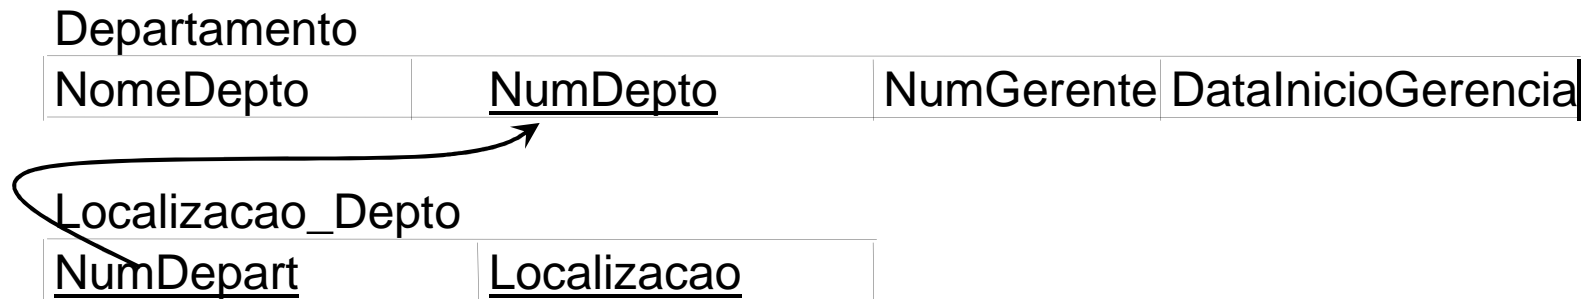 Departamento
NomeDepto NumDepto NumGerente DataInicioGerencia
Localizacao_Depto
NumDepart Localizacao